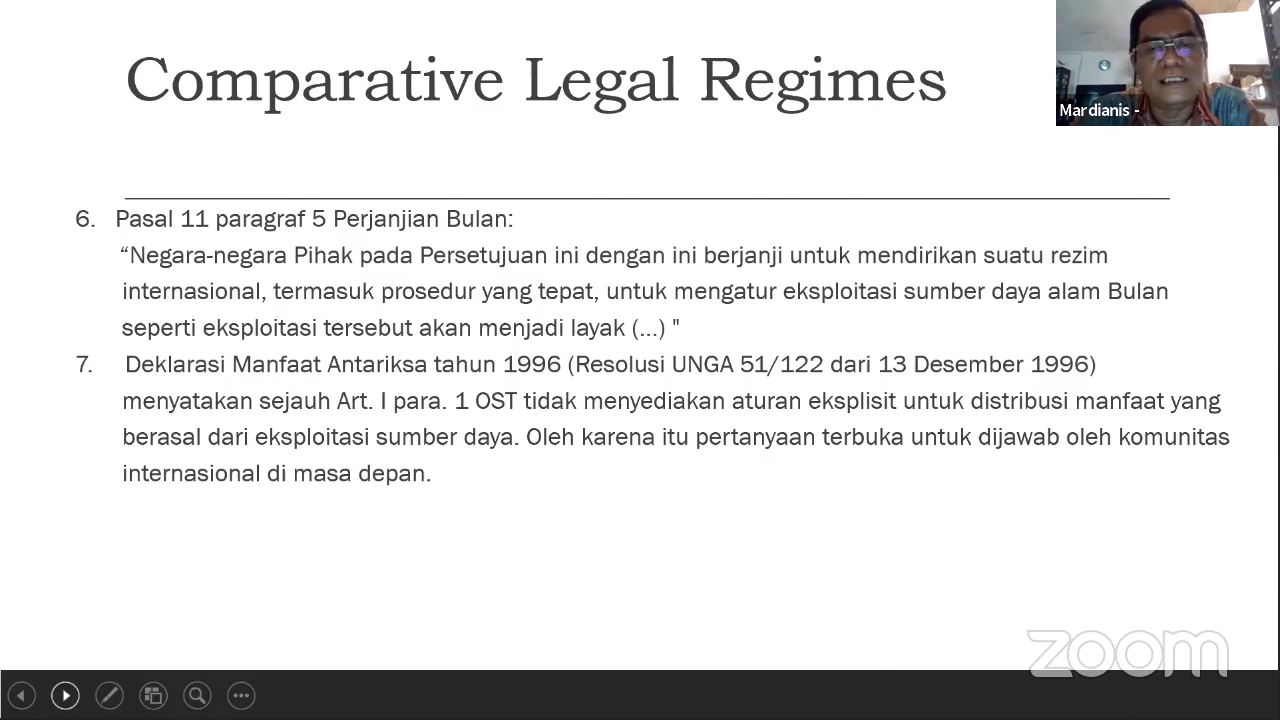 Comparative Legal Regimes
Mardianis -
6. Pasal 11 paragraf 5 Perjanjian Bulan:
“Negara-negara Pihak pada Persetujuan ini dengan ini berjanji untuk mendirikan suatu rezim
internasional, termasuk prosedur yang tepat, untuk mengatur eksploitasi sumber daya alam Bulan
seperti eksploitasi tersebut akan menjadi layak (...) "
7. Deklarasi Manfaat Antariksa tahun 1996 (Resolusi UNGA 51/122 dari 13 Desember 1996)
menyatakan sejauh Art. I para. 1 OST tidak menyediakan aturan eksplisit untuk distribusi manfaat yang
berasal dari eksploitasi sumber daya. Oleh karena itu pertanyaan terbuka untuk dijawab oleh komunitas
internasional di masa depan.
zoom